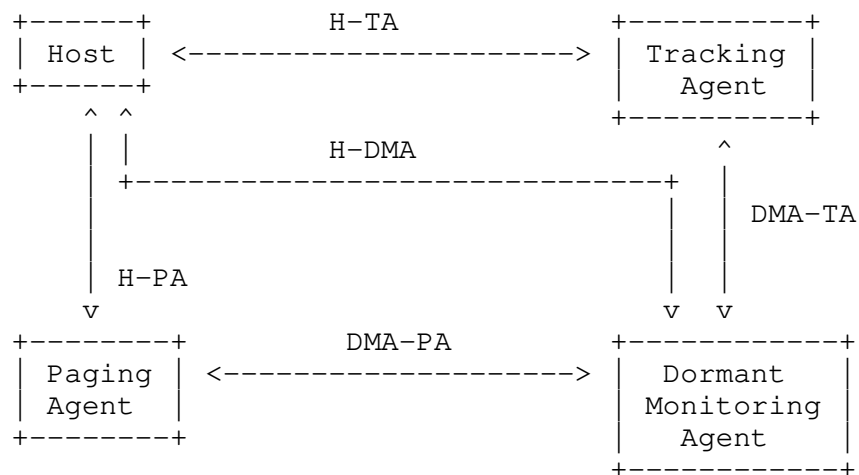 H-TA
Host
Tracking
Agent
H-DMA
DMA-TA
H-PA
DMA-PA
Paging
Agent
Dormant
Monitoring
Agent